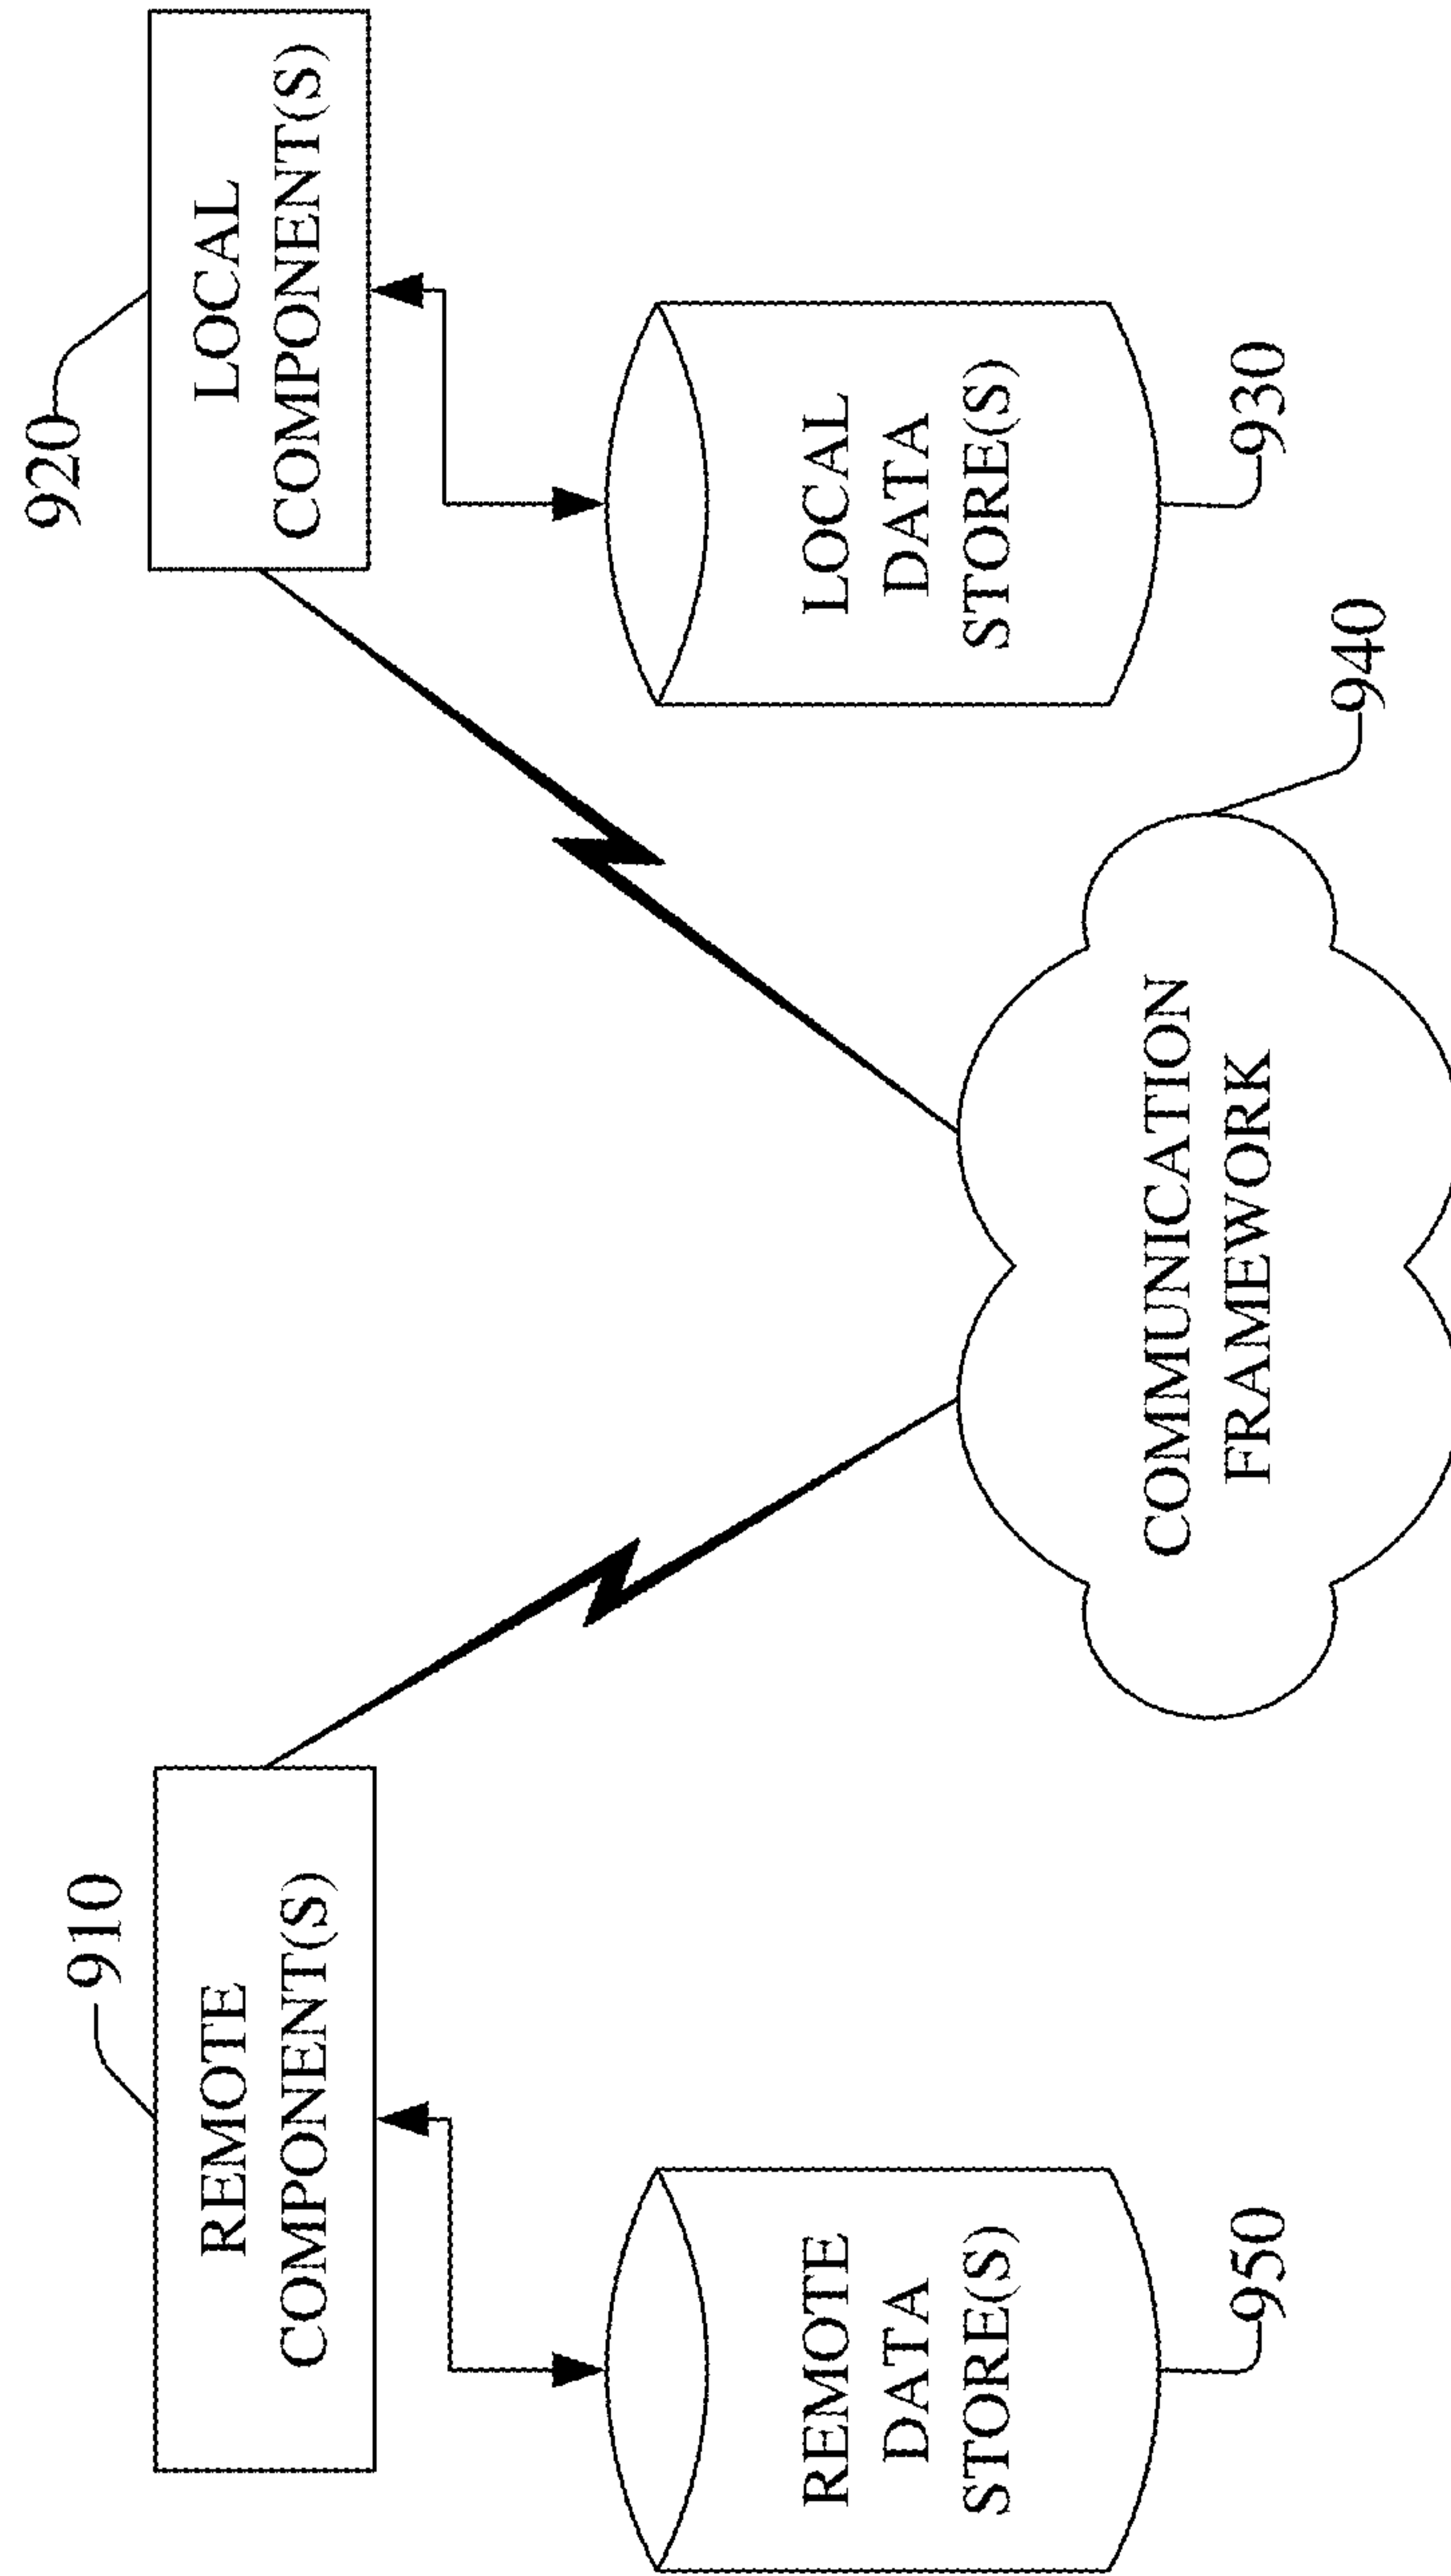 910
REMOTE
COMPONENT(S)
920
LOCAL
COMPONENT(S)
REMOTE
DATA
STORE(S)
950
LOCAL
DATA
STORE(S)
930
COMMUNICATION
FRAMEWORK
940